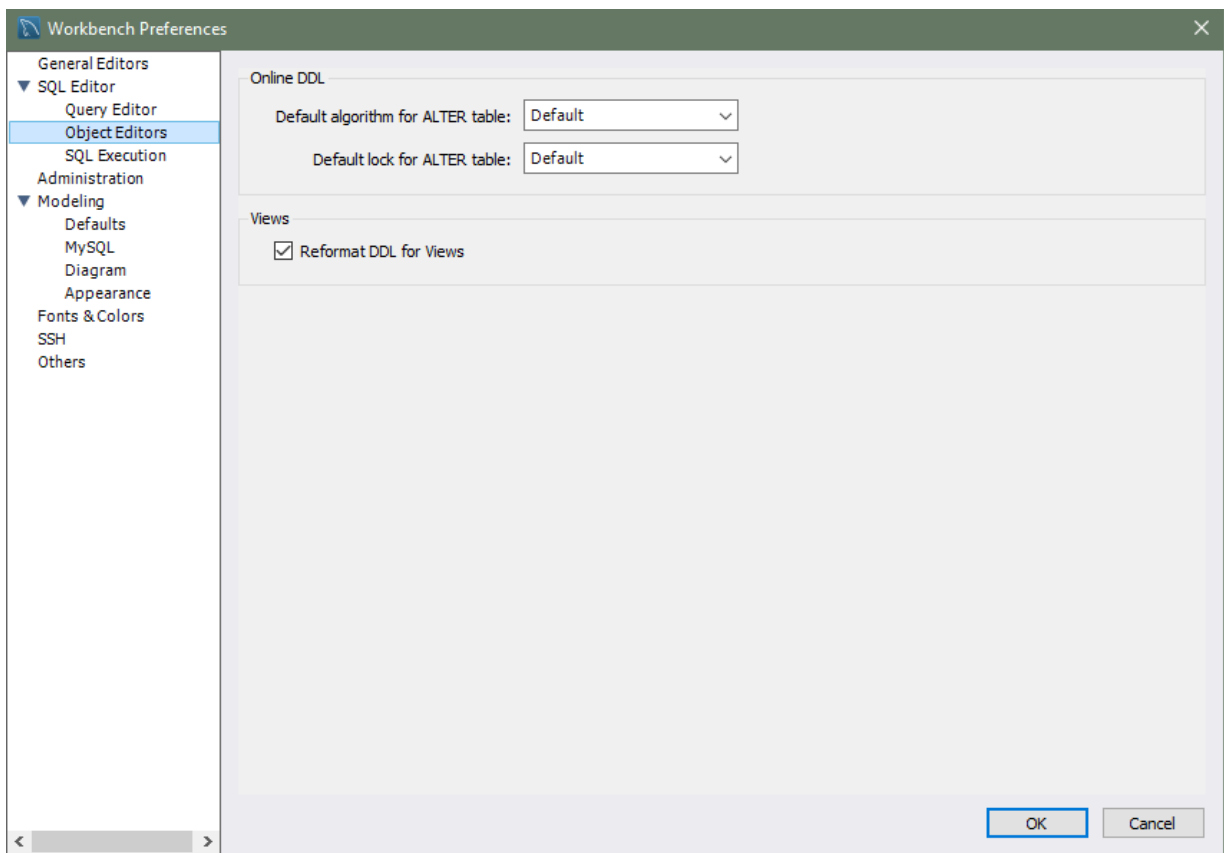 Workbench Preferences
General Editors
SQL Editor
Query Editor
Object Editors
SQL Execution
Administration
Modeling
Defaults
MySQL
Diagram
Appearance
Fonts & Colors
SSH
Others
Online DDL
Default algorithm for ALTER table: Default
Default lock for ALTER table: Default
Views
Reformat DDL for Views
OK Cancel